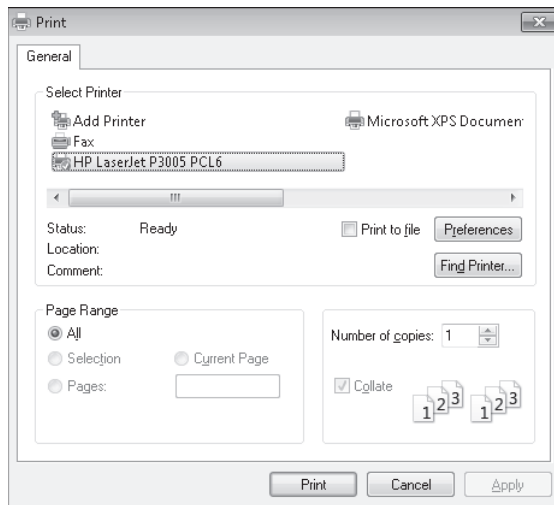 Print
General
Select Printer
Add Printer
Microsoft XPS Documen
Fax
HP LaserJet P3005 PCL6
Status: Ready
Print to file
Preferences
Location:
Comment:
Find Printer...
Page Range
All
Selection
Current Page
Pages:
Number of copies: 1
Collate
1 2 3 1 2 3
Print Cancel Apply